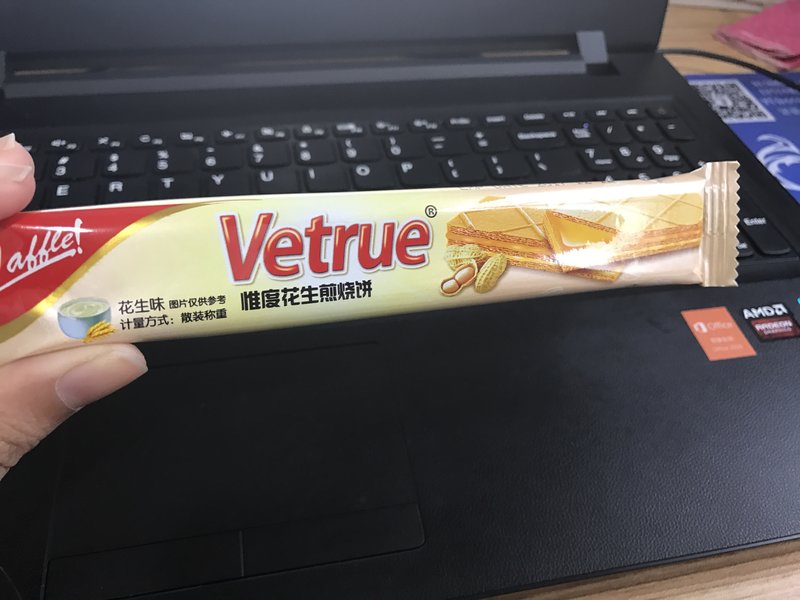 affle!
Vetrue®
惟度花生煎烧饼
花生味 图片仅供参考
计量方式：散装称重
E R T Y U I O P
Enter
Office
AMD
RADEON